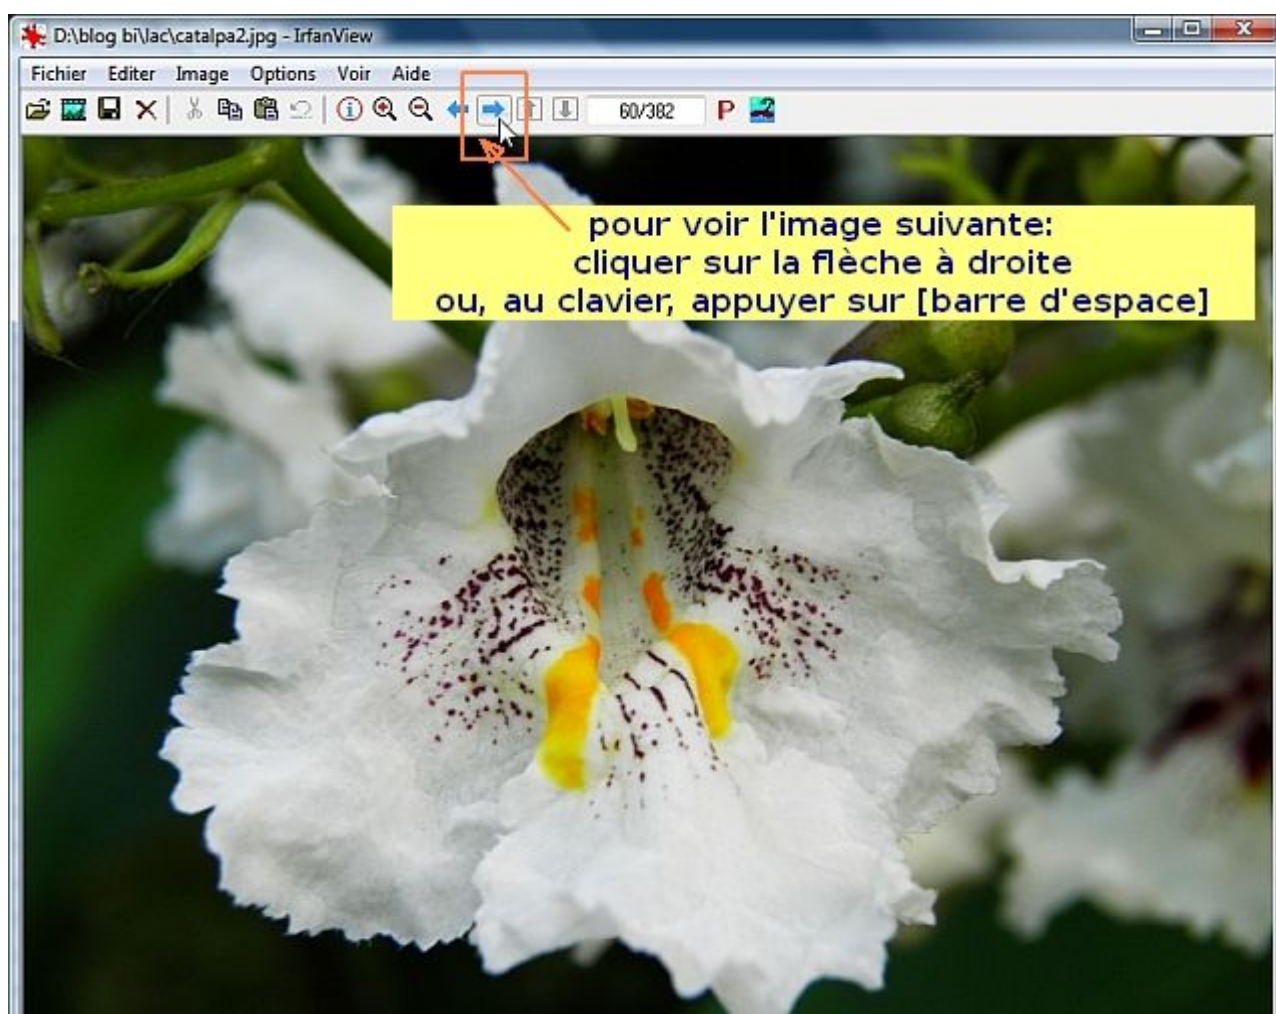 D:\blog bi\lac\catalpa2.jpg - IrfanView
Fichier Editer Image Options Voir Aide
60/382 P
pour voir l'image suivante:
cliquer sur la flèche à droite
ou, au clavier, appuyer sur [barre d'espace]